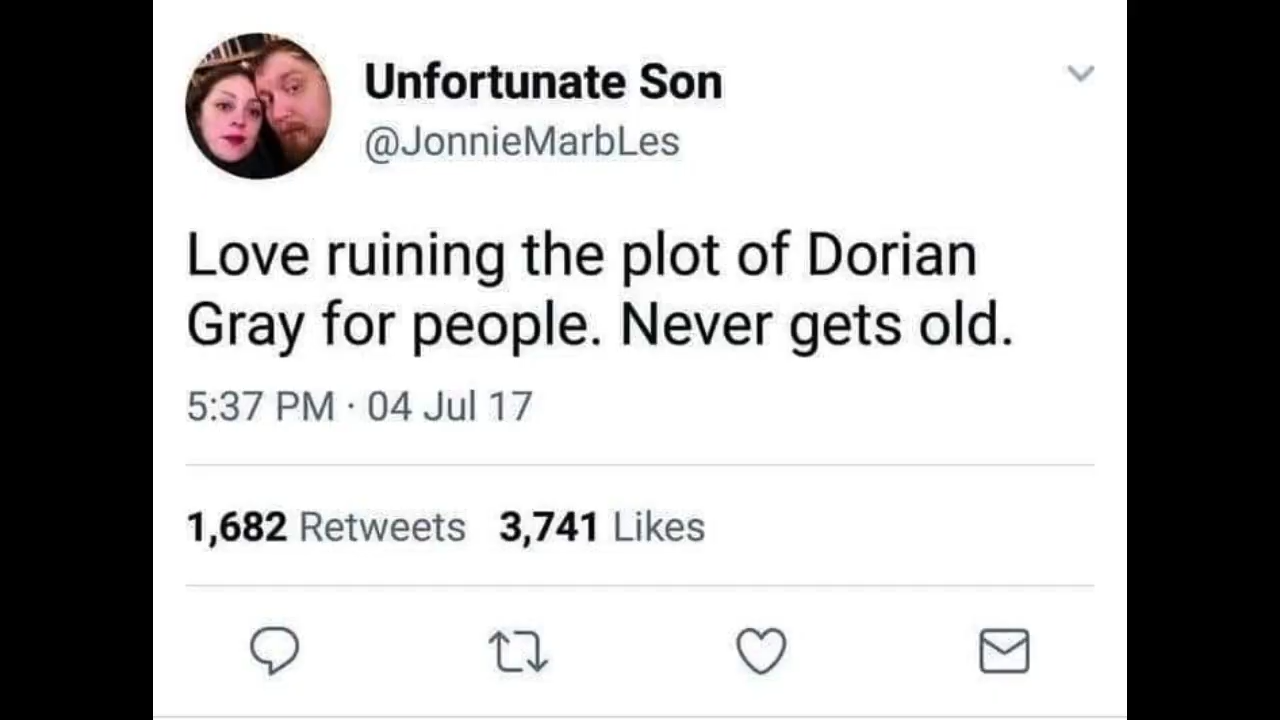 Unfortunate Son
@JonnieMarbLes
Love ruining the plot of Dorian
Gray for people. Never gets old.
5:37 PM · 04 Jul 17
1,682 Retweets 3,741 Likes